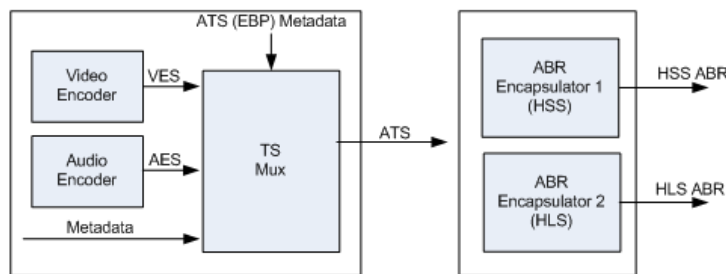 ATS (EBP) Metadata
Video
Encoder
VES
Audio
Encoder
AES
Metadata
TS
Mux
ATS
ABR
Encapsulator 1
(HSS)
HSS ABR
ABR
Encapsulator 2
(HLS)
HLS ABR